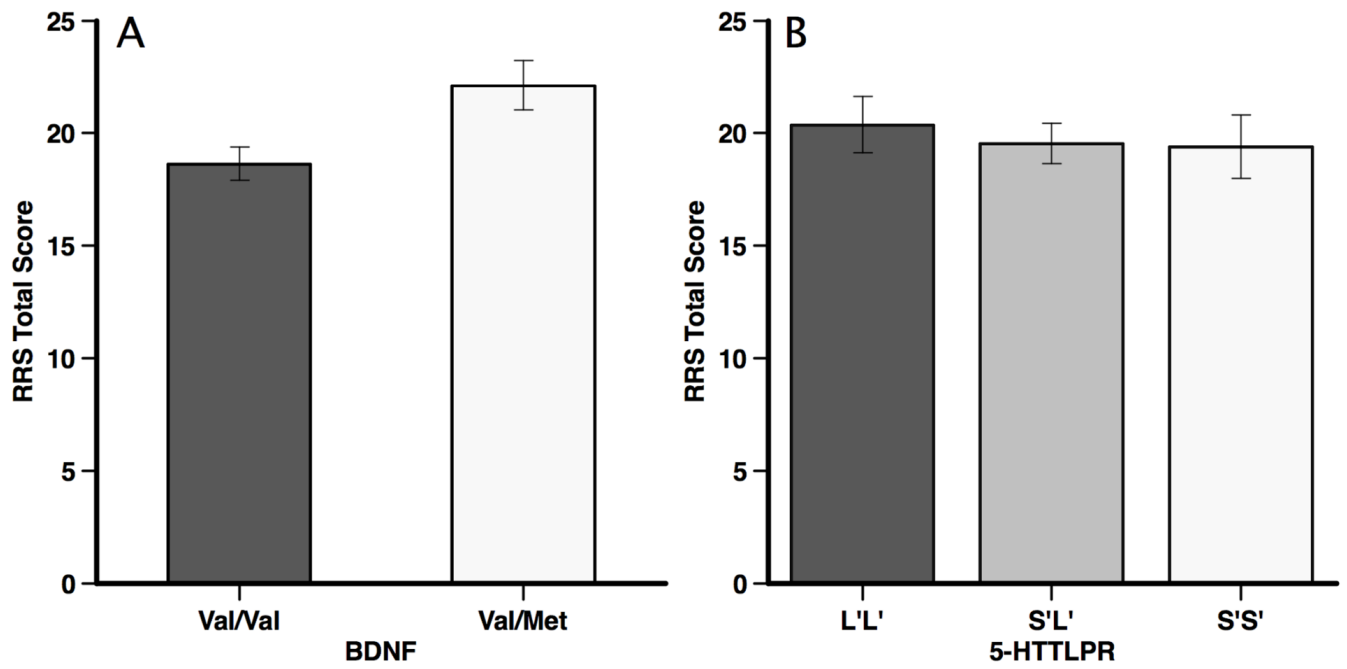 A
RRS Total Score
25
20
15
10
5
0
Val/Val Val/Met
BDNF
B
RRS Total Score
25
20
15
10
5
0
L'L' S'L' S'S'
5-HTTLPR